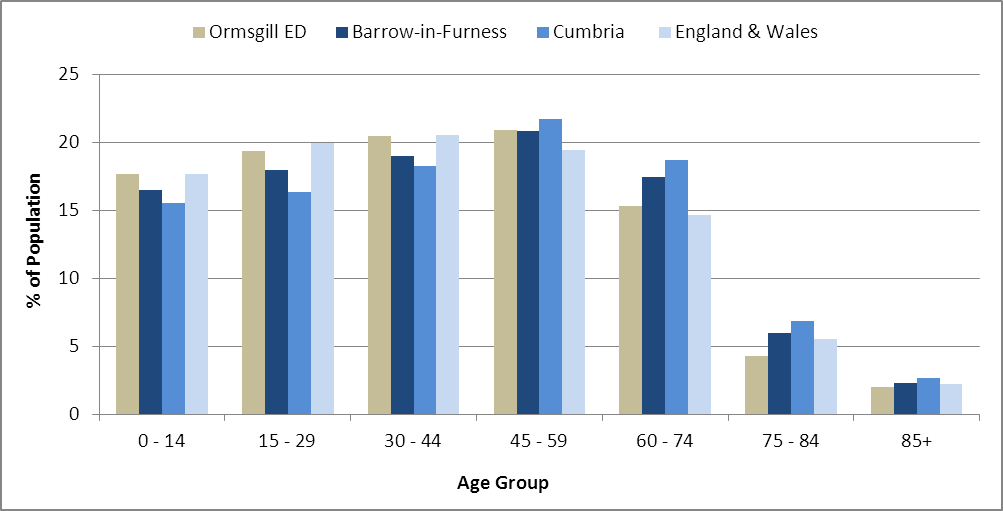 Ormsgill ED Barrow-in-Furness Cumbria England & Wales
25
20
15
10
5
0
% of Population
0 - 14 15 - 29 30 - 44 45 - 59 60 - 74 75 - 84 85+
Age Group